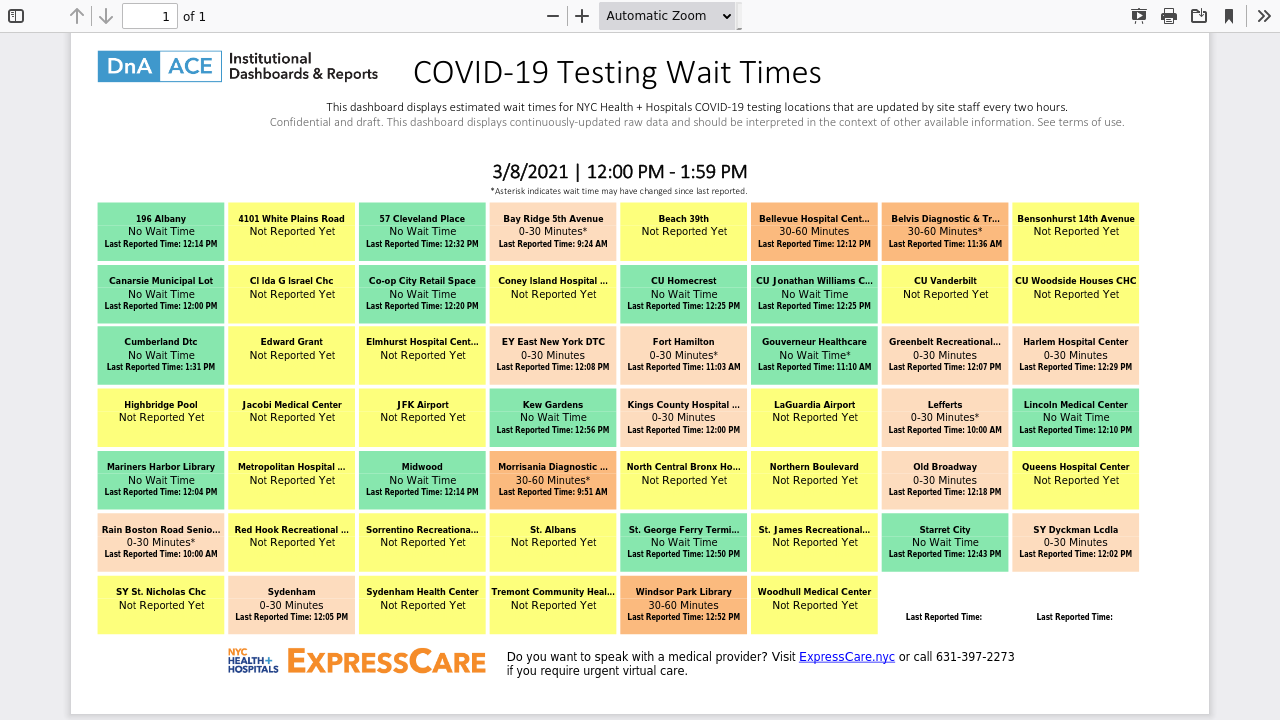 1 of 1
Automatic Zoom
DnA ACE Institutional
Dashboards & Reports
COVID-19 Testing Wait Times
This dashboard displays estimated wait times for NYC Health + Hospitals COVID-19 testing locations that are updated by site staff every two hours.
Confidential and draft. This dashboard displays continuously-updated raw data and should be interpreted in the context of other available information. See terms of use.
3/8/2021 | 12:00 PM - 1:59 PM
*Asterisk indicates wait time may have changed since last reported.
196 Albany
No Wait Time
Last Reported Time: 12:14 PM
4101 White Plains Road
Not Reported Yet
57 Cleveland Place
No Wait Time
Last Reported Time: 12:32 PM
Bay Ridge 5th Avenue
0-30 Minutes*
Last Reported Time: 9:24 AM
Beach 39th
Not Reported Yet
Bellevue Hospital Cent...
30-60 Minutes
Last Reported Time: 12:12 PM
Belvis Diagnostic & Tr...
30-60 Minutes*
Last Reported Time: 11:36 AM
Bensonhurst 14th Avenue
Not Reported Yet
Canarsie Municipal Lot
No Wait Time
Last Reported Time: 12:00 PM
Cl Ida G Israel Chc
Not Reported Yet
Co-op City Retail Space
No Wait Time
Last Reported Time: 12:20 PM
Coney Island Hospital ...
Not Reported Yet
CU Homecrest
No Wait Time
Last Reported Time: 12:25 PM
CU Jonathan Williams C...
No Wait Time
Last Reported Time: 12:25 PM
CU Vanderbilt
Not Reported Yet
CU Woodside Houses CHC
Not Reported Yet
Cumberland Dtc
No Wait Time
Last Reported Time: 1:31 PM
Edward Grant
Not Reported Yet
Elmhurst Hospital Cent...
Not Reported Yet
EY East New York DTC
0-30 Minutes
Last Reported Time: 12:08 PM
Fort Hamilton
0-30 Minutes*
Last Reported Time: 11:03 AM
Gouverneur Healthcare
No Wait Time*
Last Reported Time: 11:10 AM
Greenbelt Recreational...
0-30 Minutes
Last Reported Time: 12:07 PM
Harlem Hospital Center
0-30 Minutes
Last Reported Time: 12:29 PM
Highbridge Pool
Not Reported Yet
Jacobi Medical Center
Not Reported Yet
JFK Airport
Not Reported Yet
Kew Gardens
No Wait Time
Last Reported Time: 12:56 PM
Kings County Hospital ...
0-30 Minutes
Last Reported Time: 12:00 PM
LaGuardia Airport
Not Reported Yet
Lefferts
0-30 Minutes*
Last Reported Time: 10:00 AM
Lincoln Medical Center
No Wait Time
Last Reported Time: 12:10 PM
Mariners Harbor Library
No Wait Time
Last Reported Time: 12:04 PM
Metropolitan Hospital ...
Not Reported Yet
Midwood
No Wait Time
Last Reported Time: 12:14 PM
Morrisania Diagnostic ...
30-60 Minutes*
Last Reported Time: 9:51 AM
North Central Bronx Ho...
Not Reported Yet
Northern Boulevard
Not Reported Yet
Old Broadway
0-30 Minutes
Last Reported Time: 12:18 PM
Queens Hospital Center
Not Reported Yet
Rain Boston Road Senio...
0-30 Minutes*
Last Reported Time: 10:00 AM
Red Hook Recreational ...
Not Reported Yet
Sorrentino Recreationa...
Not Reported Yet
St. Albans
Not Reported Yet
St. George Ferry Termi...
No Wait Time
Last Reported Time: 12:50 PM
St. James Recreational...
Not Reported Yet
Starret City
No Wait Time
Last Reported Time: 12:43 PM
SY Dyckman Lcdla
0-30 Minutes
Last Reported Time: 12:02 PM
SY St. Nicholas Chc
Not Reported Yet
Sydenham
0-30 Minutes
Last Reported Time: 12:05 PM
Sydenham Health Center
Not Reported Yet
Tremont Community Heal...
Not Reported Yet
Windsor Park Library
30-60 Minutes
Last Reported Time: 12:52 PM
Woodhull Medical Center
Not Reported Yet
Last Reported Time:
Last Reported Time:
NYC
HEALTH+
HOSPITALS
EXPRESSCARE
Do you want to speak with a medical provider? Visit ExpressCare.nyc or call 631-397-2273
if you require urgent virtual care.